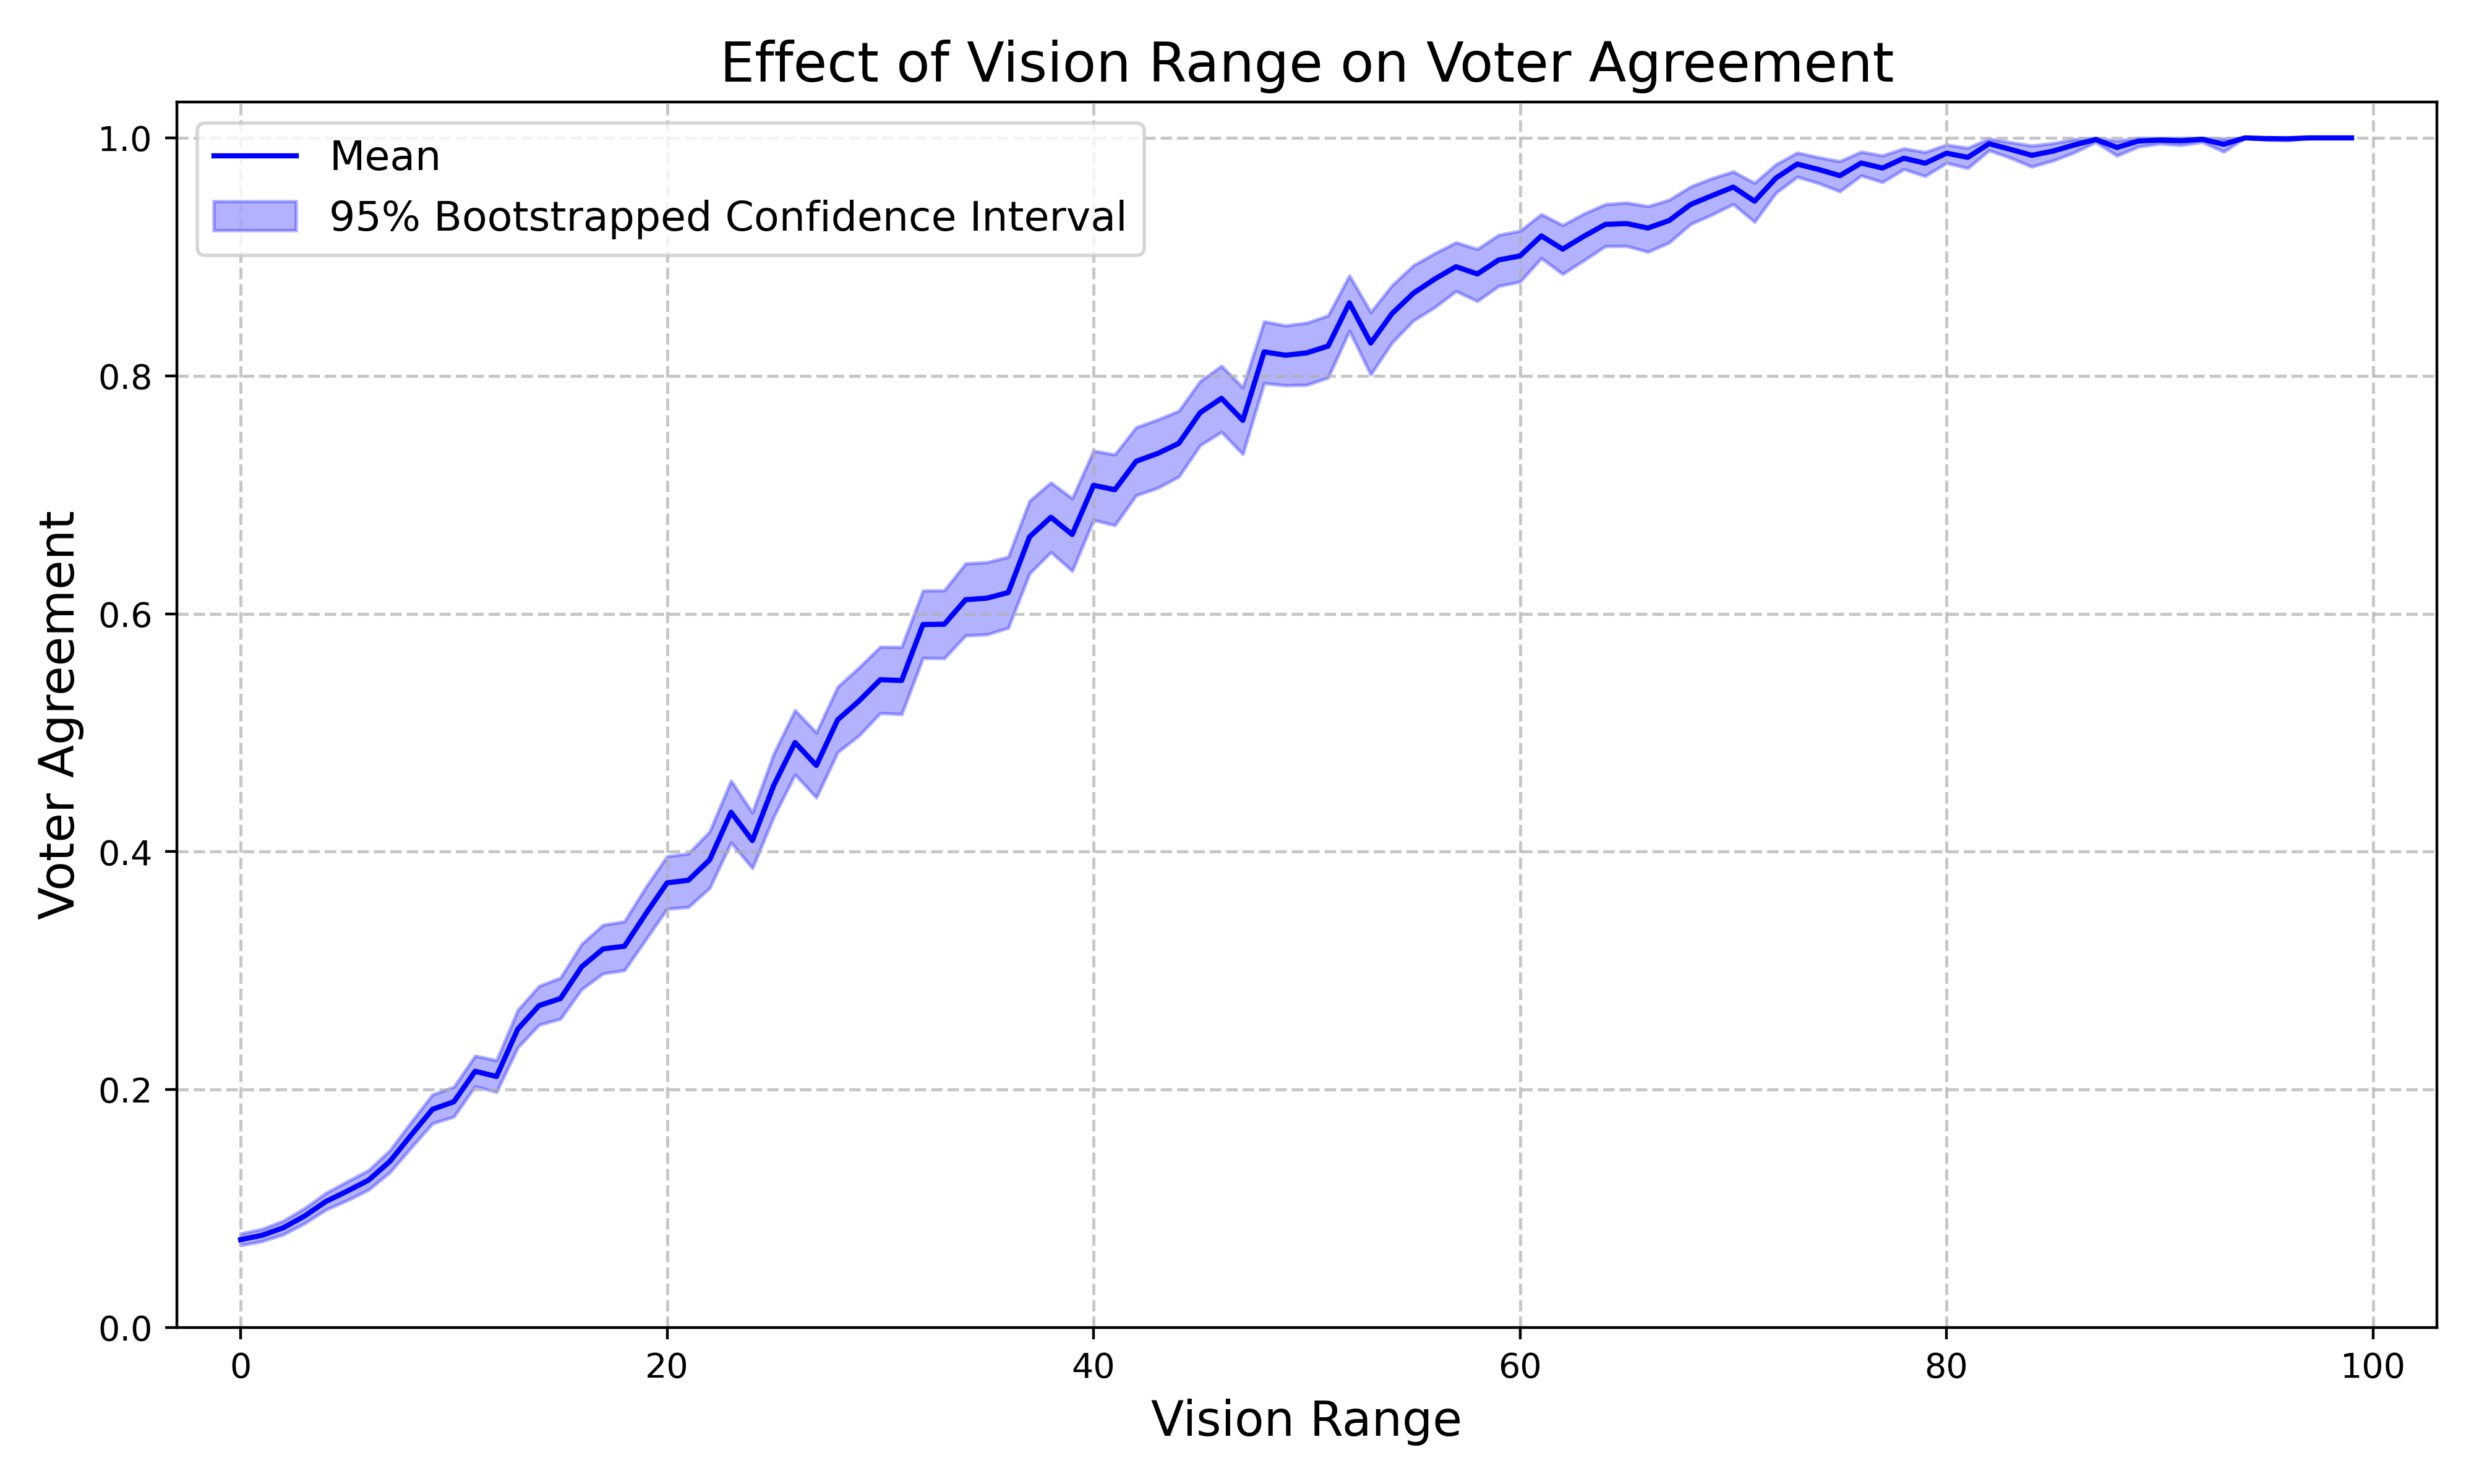 Effect of Vision Range on Voter Agreement
Mean
95% Bootstrapped Confidence Interval
Voter Agreement
1.0
0.8
0.6
0.4
0.2
0.0
0 20 40 60 80 100
Vision Range